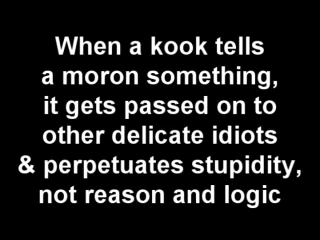 When a kook tells
a moron something,
it gets passed on to
other delicate idiots
& perpetuates stupidity,
not reason and logic